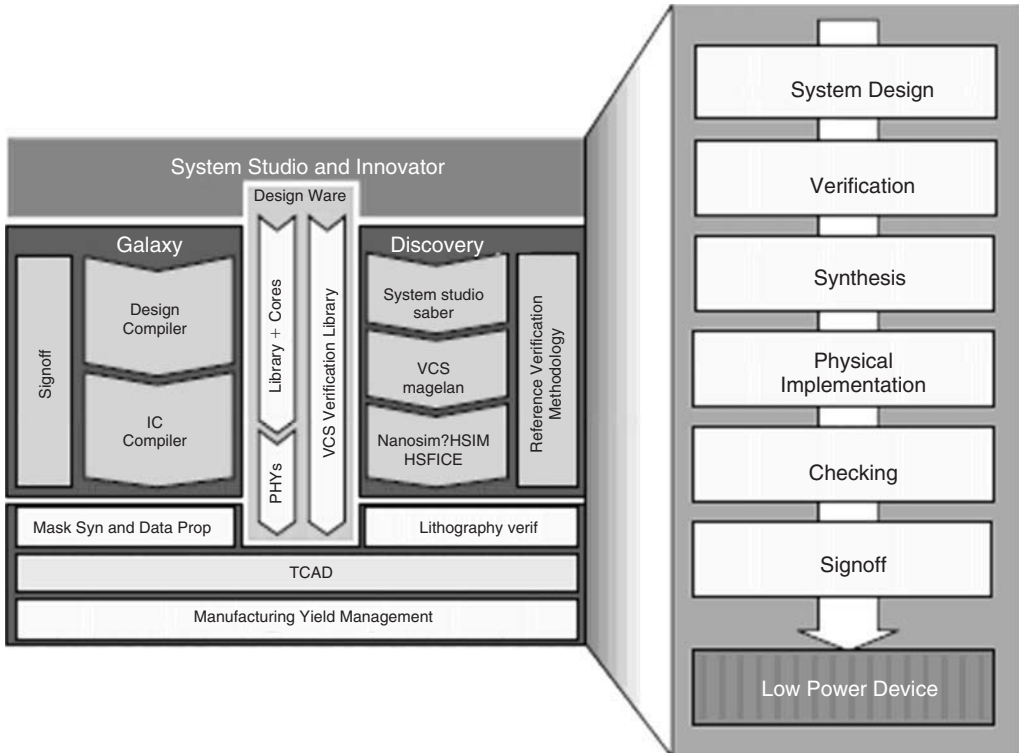 System Studio and Innovator
Design Ware
Galaxy
Signoff
Design
Compiler
IC
Compiler
Library + Cores
PHYs
VCS Verification Library
Discovery
System studio
saber
VCS
magelan
Nanosim?HSIM
HSFICE
Reference Verification
Methodology
Mask Syn and Data Prop
Lithography verif
TCAD
Manufacturing Yield Management
System Design
Verification
Synthesis
Physical
Implementation
Checking
Signoff
Low Power Device